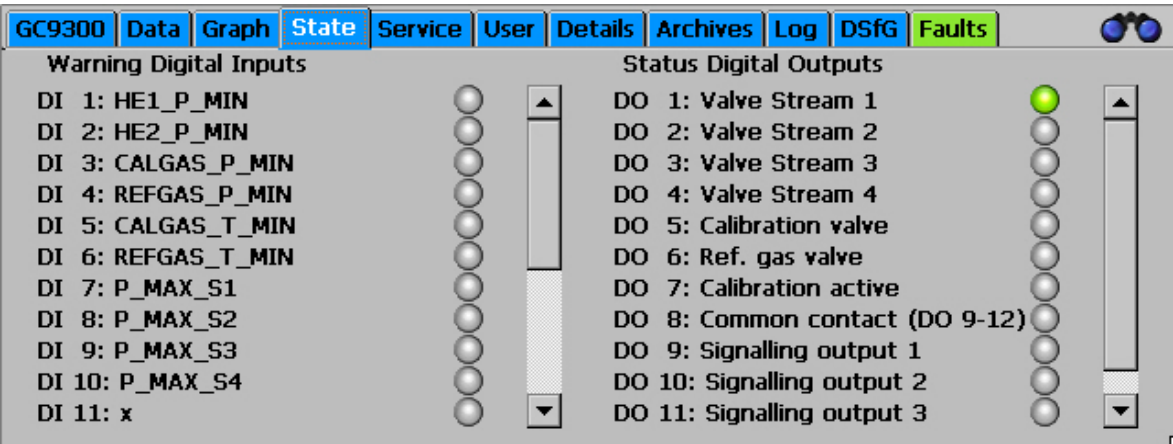 GC9300 Data Graph State Service User Details Archives Log DSfG Faults
Warning Digital Inputs
DI 1: HE1_P_MIN
DI 2: HE2_P_MIN
DI 3: CALGAS_P_MIN
DI 4: REFGAS_P_MIN
DI 5: CALGAS_T_MIN
DI 6: REFGAS_T_MIN
DI 7: P_MAX_S1
DI 8: P_MAX_S2
DI 9: P_MAX_S3
DI 10: P_MAX_S4
DI 11: x
Status Digital Outputs
DO 1: Valve Stream 1
DO 2: Valve Stream 2
DO 3: Valve Stream 3
DO 4: Valve Stream 4
DO 5: Calibration valve
DO 6: Ref. gas valve
DO 7: Calibration active
DO 8: Common contact (DO 9-12)
DO 9: Signalling output 1
DO 10: Signalling output 2
DO 11: Signalling output 3